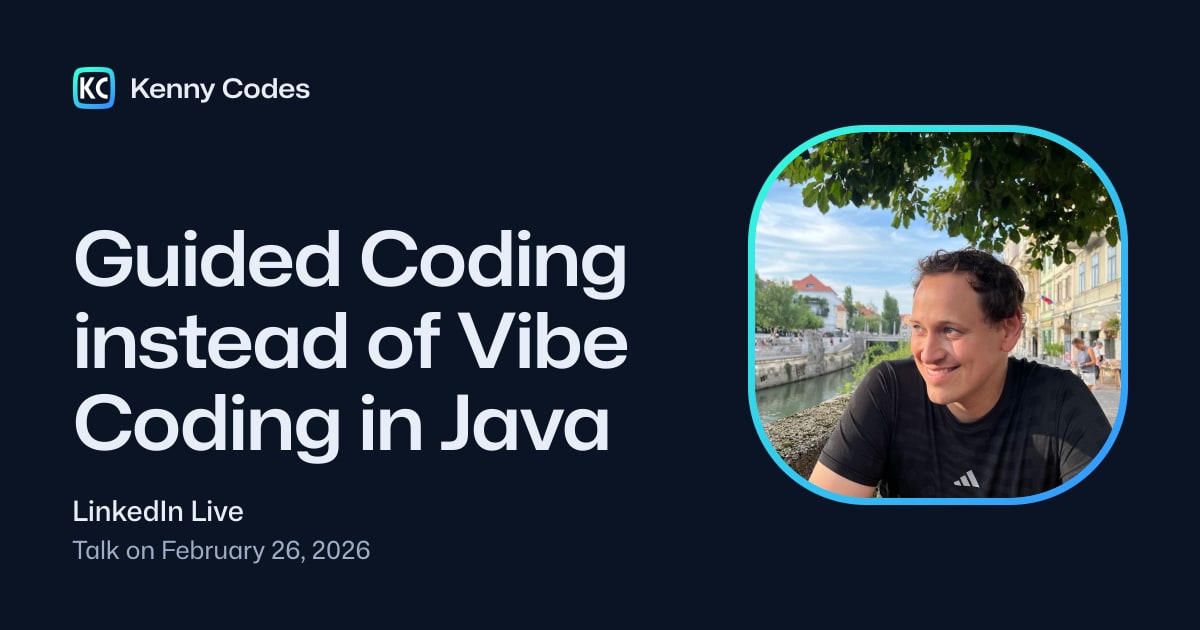 KC Kenny Codes
Guided Coding
instead of Vibe
Coding in Java
LinkedIn Live
Talk on February 26, 2026